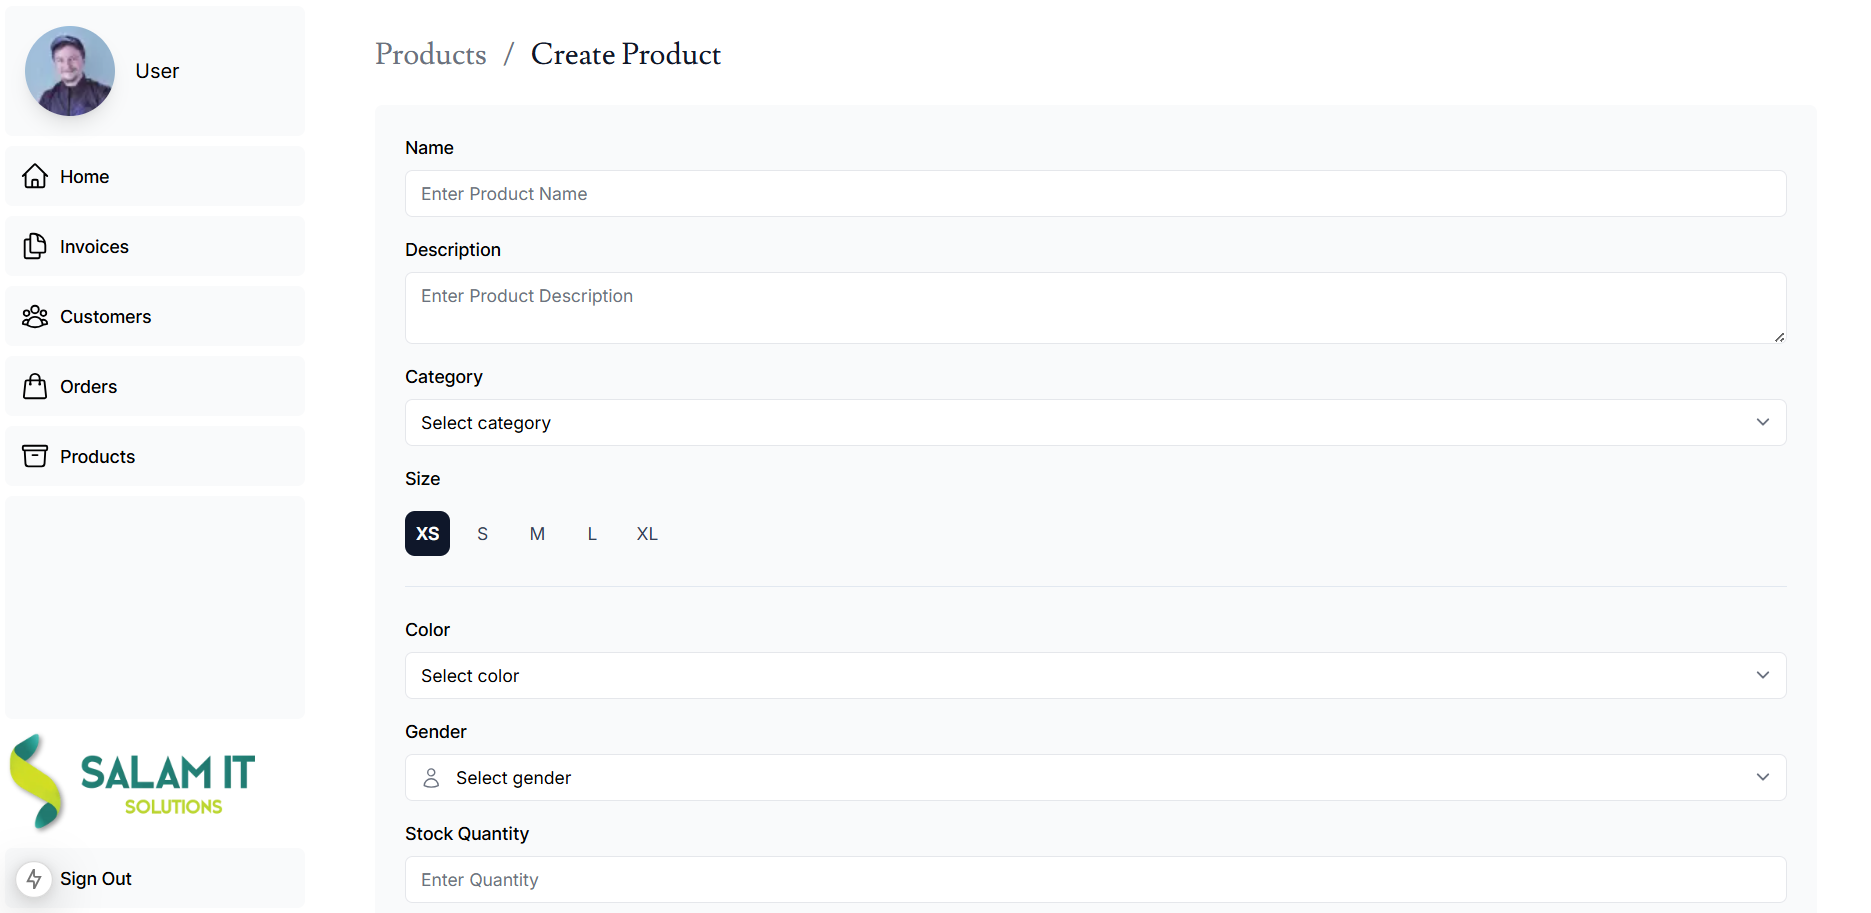 User
Home
Invoices
Customers
Orders
Products
SALAM IT
SOLUTIONS
Sign Out
Products / Create Product
Name
Enter Product Name
Description
Enter Product Description
Category
Select category
Size
XS S M L XL
Color
Select color
Gender
Select gender
Stock Quantity
Enter Quantity